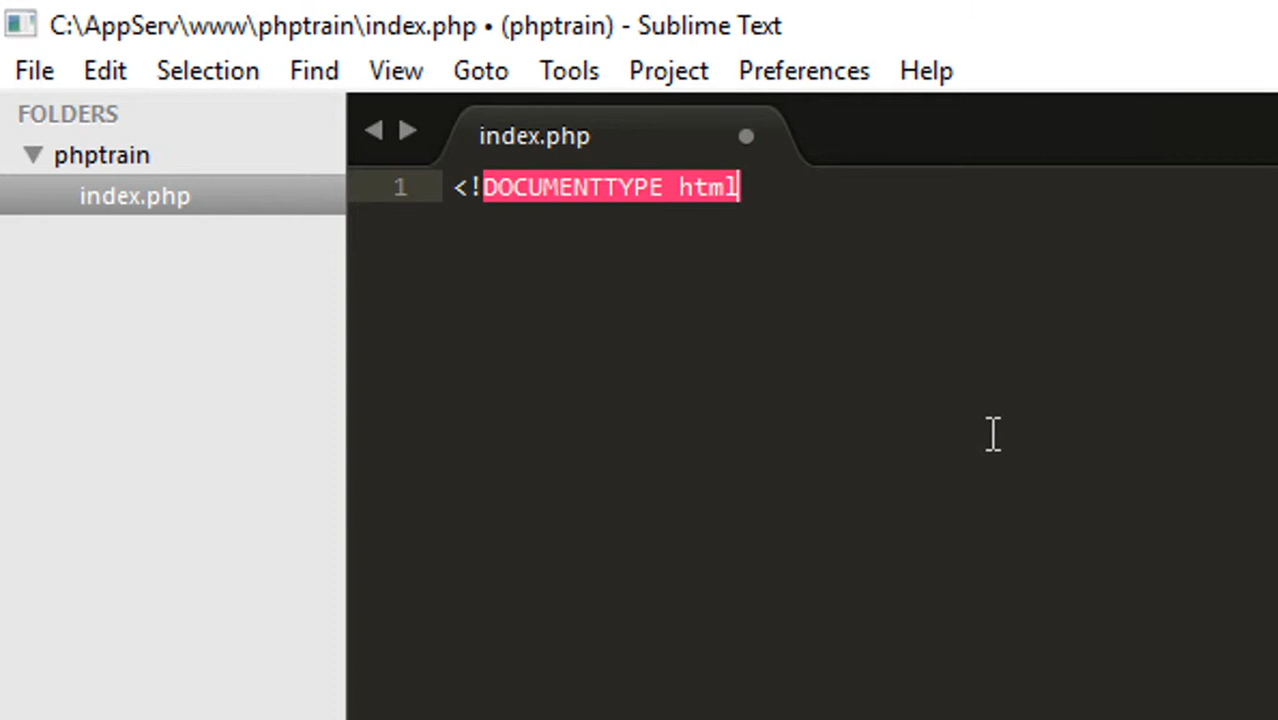 C:\AppServ\www\phptrain\index.php • (phptrain) - Sublime Text
File Edit Selection Find View Goto Tools Project Preferences Help
FOLDERS
phptrain
index.php
index.php
1 <!DOCUMENTTYPE html